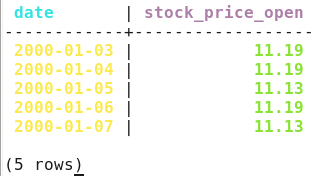 date | stock_price_open
------------+------------------
2000-01-03 | 11.19
2000-01-04 | 11.19
2000-01-05 | 11.13
2000-01-06 | 11.19
2000-01-07 | 11.13
(5 rows)